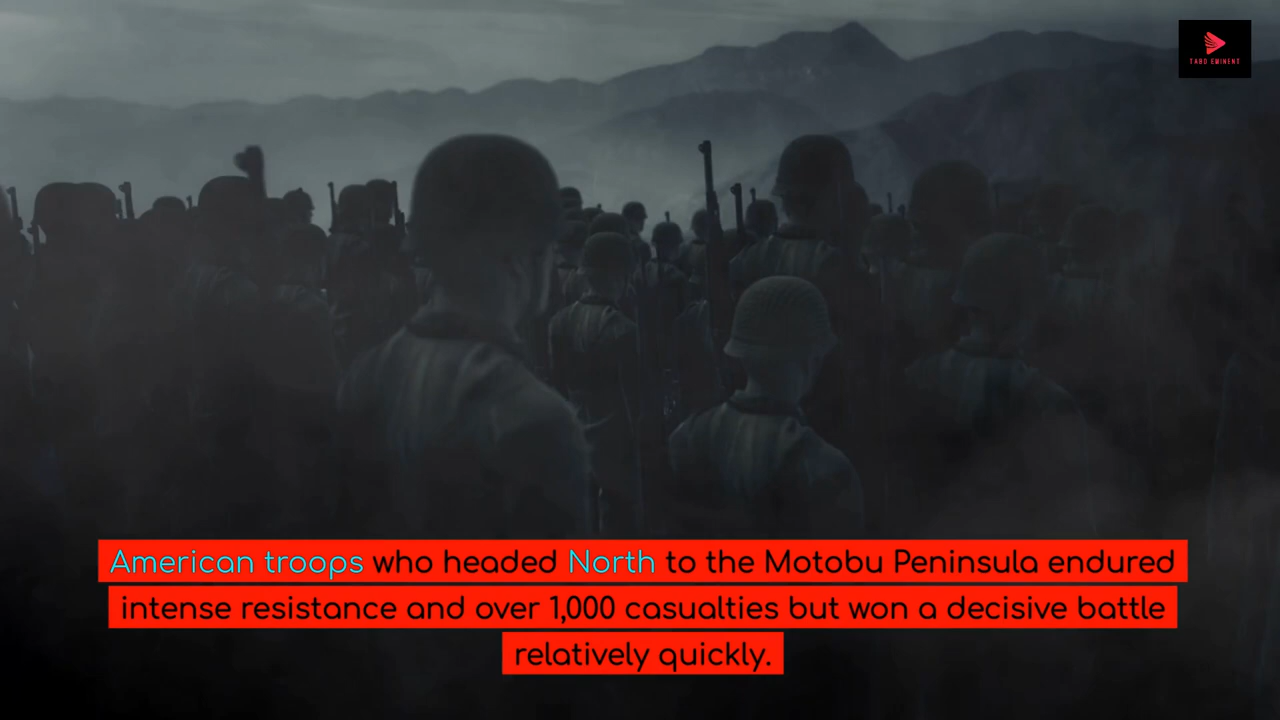 TABD EMINENT
American troops who headed North to the Motobu Peninsula endured
intense resistance and over 1,000 casualties but won a decisive battle
relatively quickly.